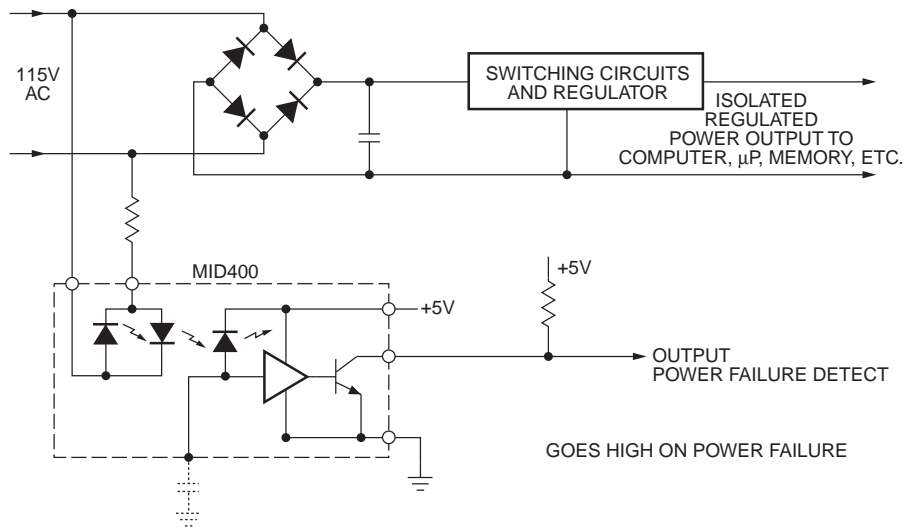 115V
AC
SWITCHING CIRCUITS
AND REGULATOR
ISOLATED
REGULATED
POWER OUTPUT TO
COMPUTER, µP, MEMORY, ETC.
MID400
+5V
+5V
OUTPUT
POWER FAILURE DETECT
GOES HIGH ON POWER FAILURE